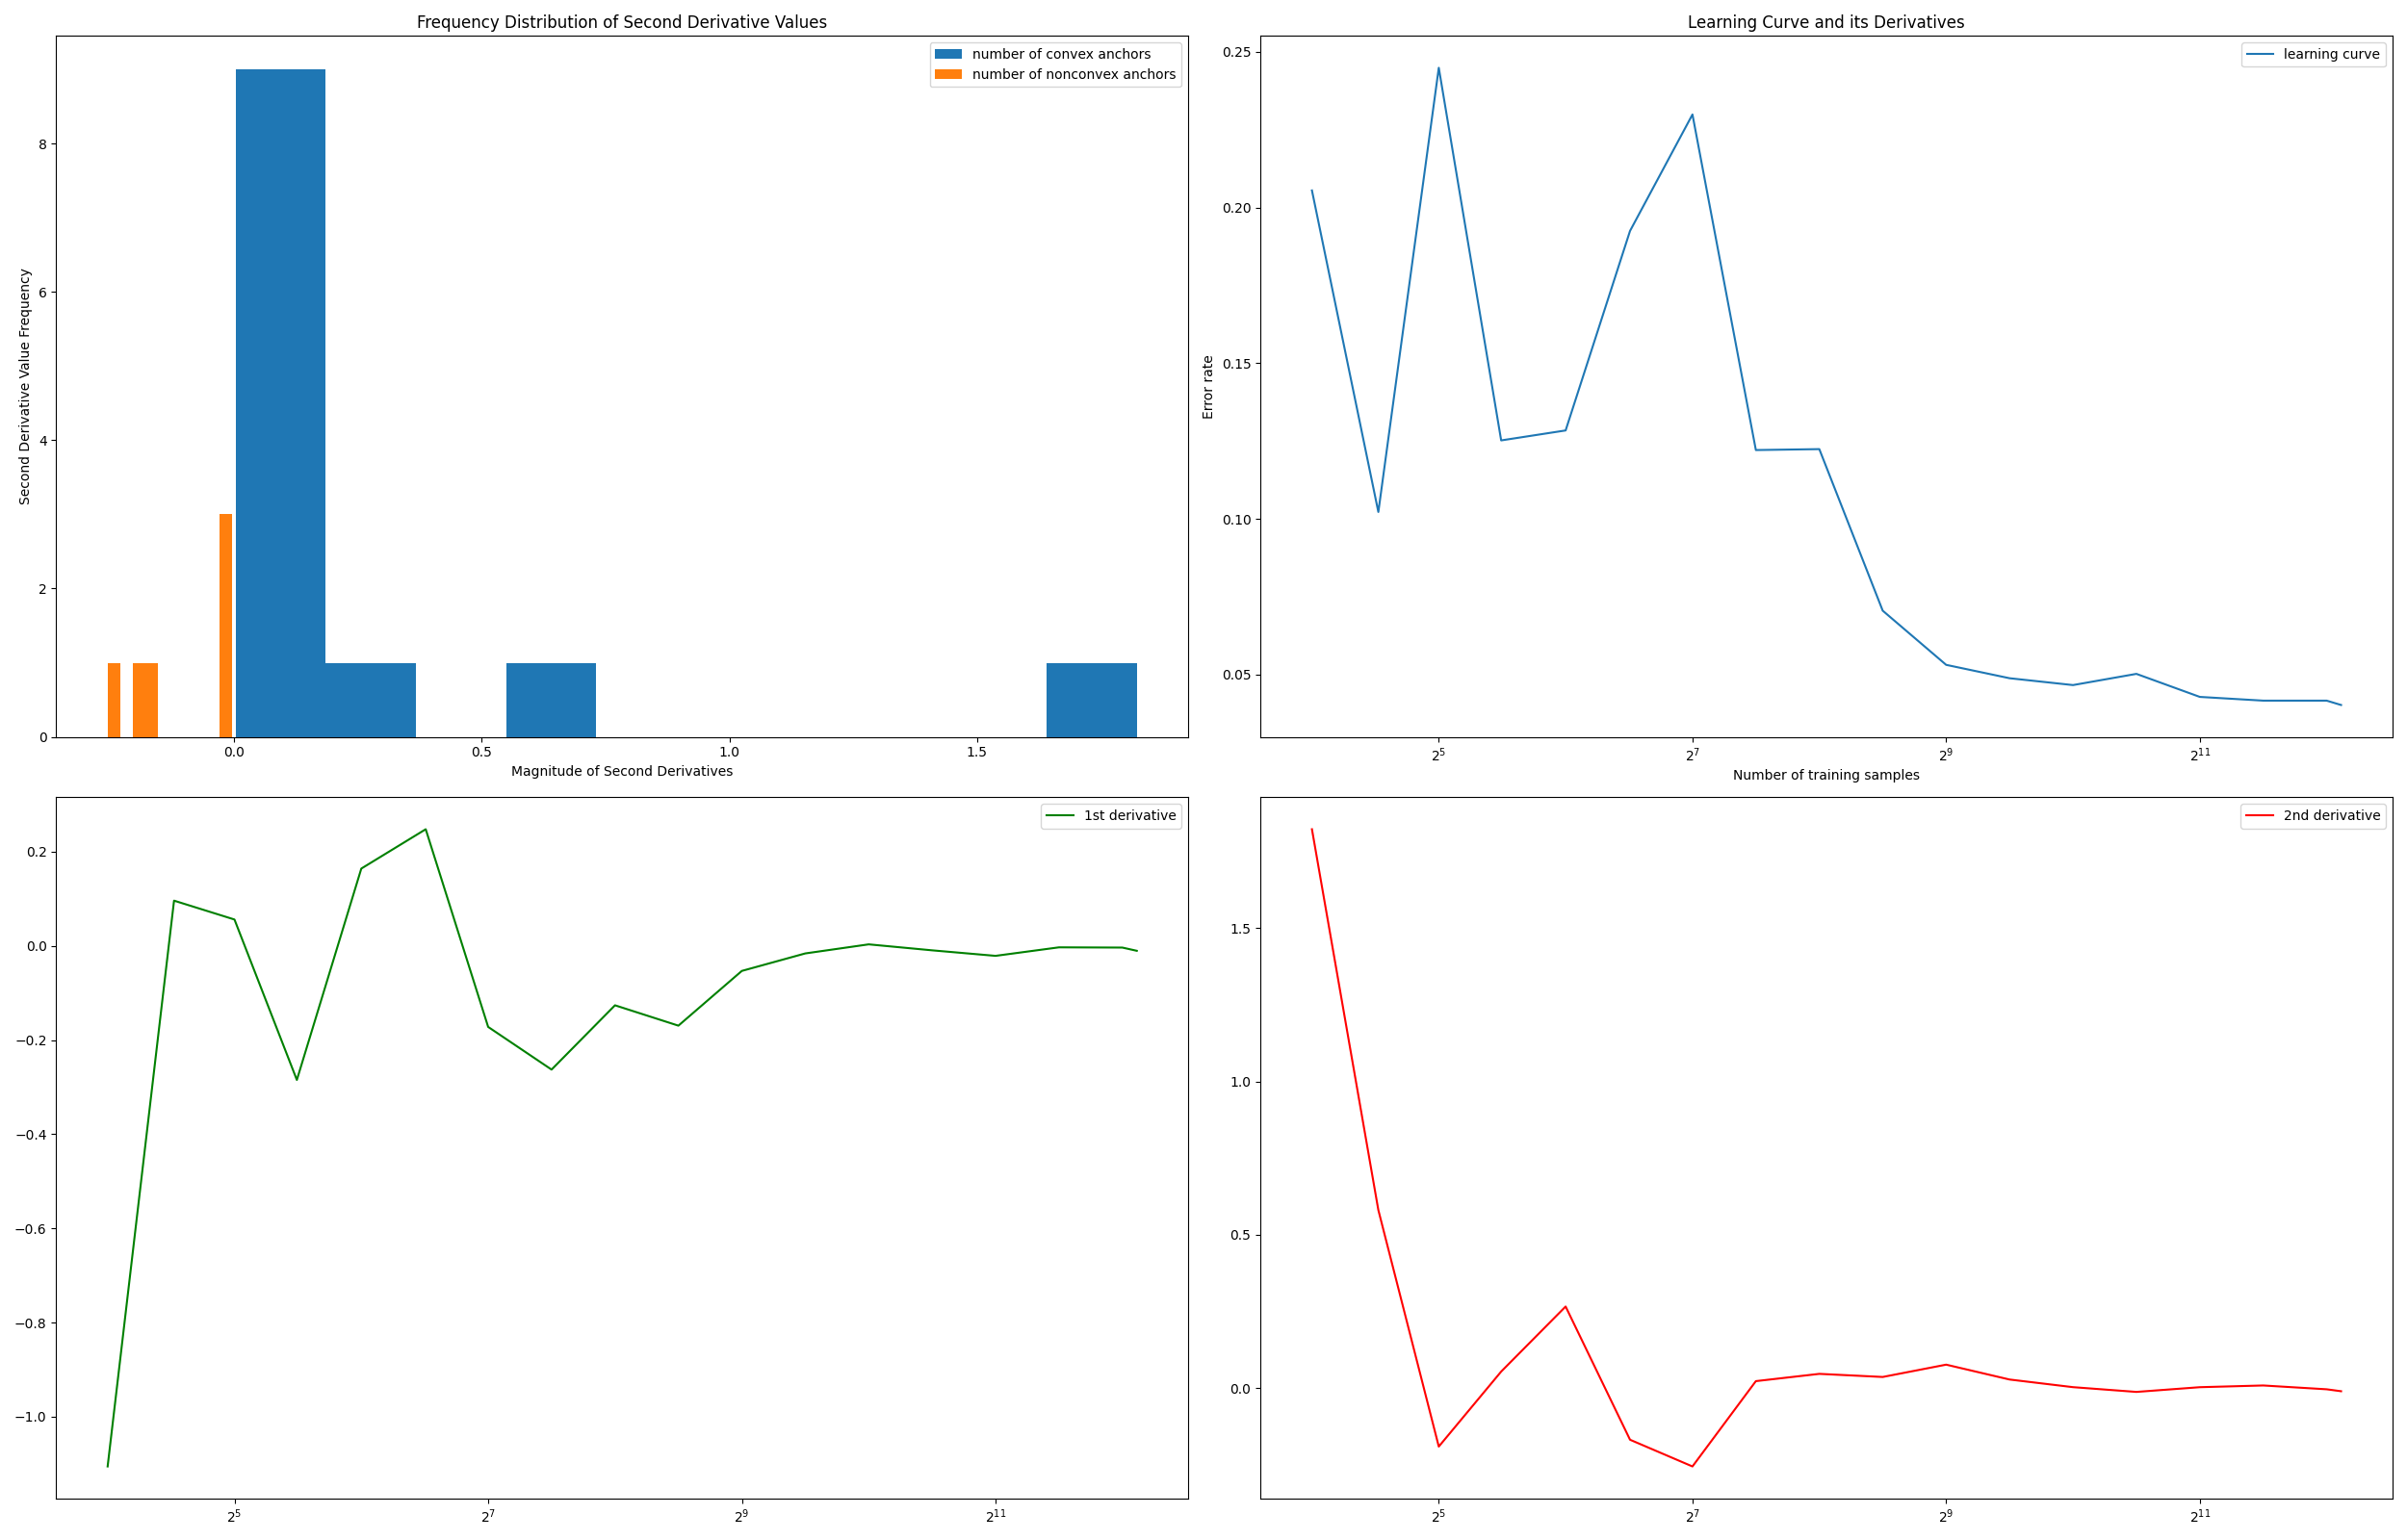 Frequency Distribution of Second Derivative Values
number of convex anchors
number of nonconvex anchors
Second Derivative Value Frequency
8
6
4
2
0
0.0 0.5 1.0 1.5
Magnitude of Second Derivatives
Learning Curve and its Derivatives
learning curve
Error rate
0.25
0.20
0.15
0.10
0.05
2⁵ 2⁷ 2⁹ 2¹¹
Number of training samples
1st derivative
0.2
0.0
−0.2
−0.4
−0.6
−0.8
−1.0
2⁵ 2⁷ 2⁹ 2¹¹
2nd derivative
1.5
1.0
0.5
0.0
2⁵ 2⁷ 2⁹ 2¹¹